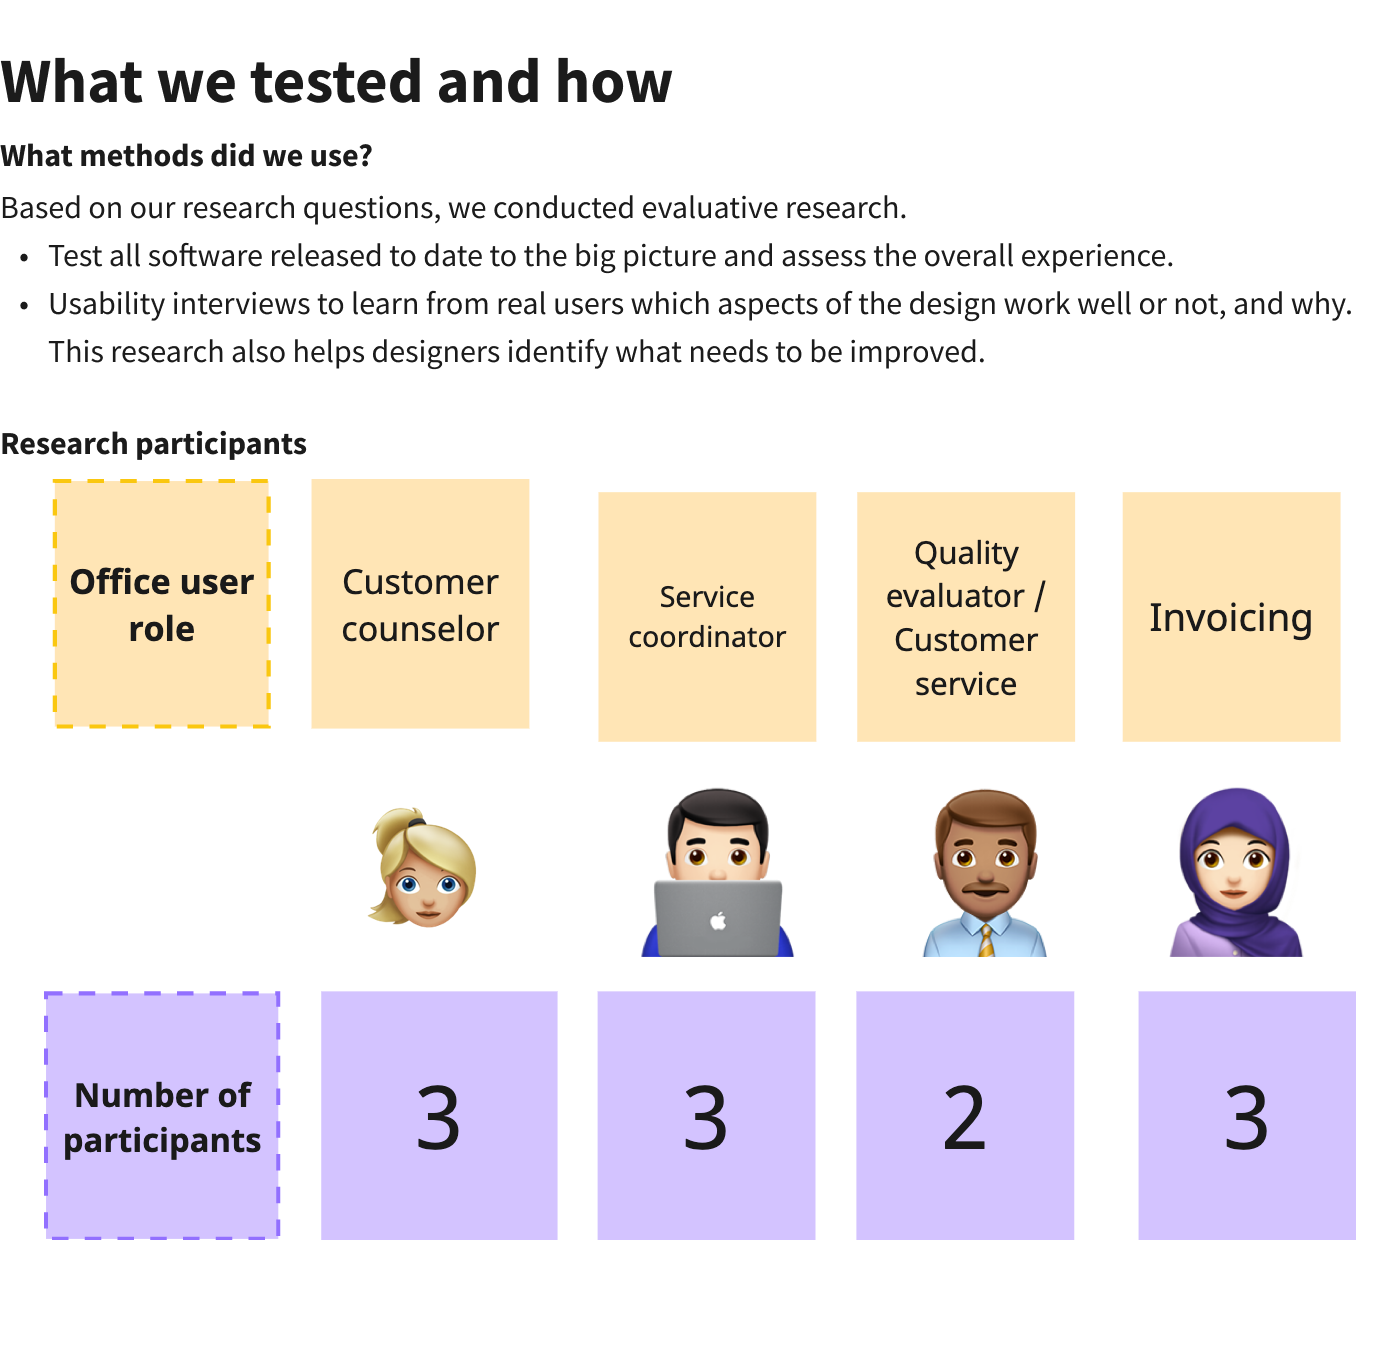 What we tested and how
What methods did we use?
Based on our research questions, we conducted evaluative research.
• Test all software released to date to the big picture and assess the overall experience.
• Usability interviews to learn from real users which aspects of the design work well or not, and why.
This research also helps designers identify what needs to be improved.
Research participants
Office user
role
Customer
counselor
Service
coordinator
Quality
evaluator /
Customer
service
Invoicing
Number of
participants
3
3
2
3